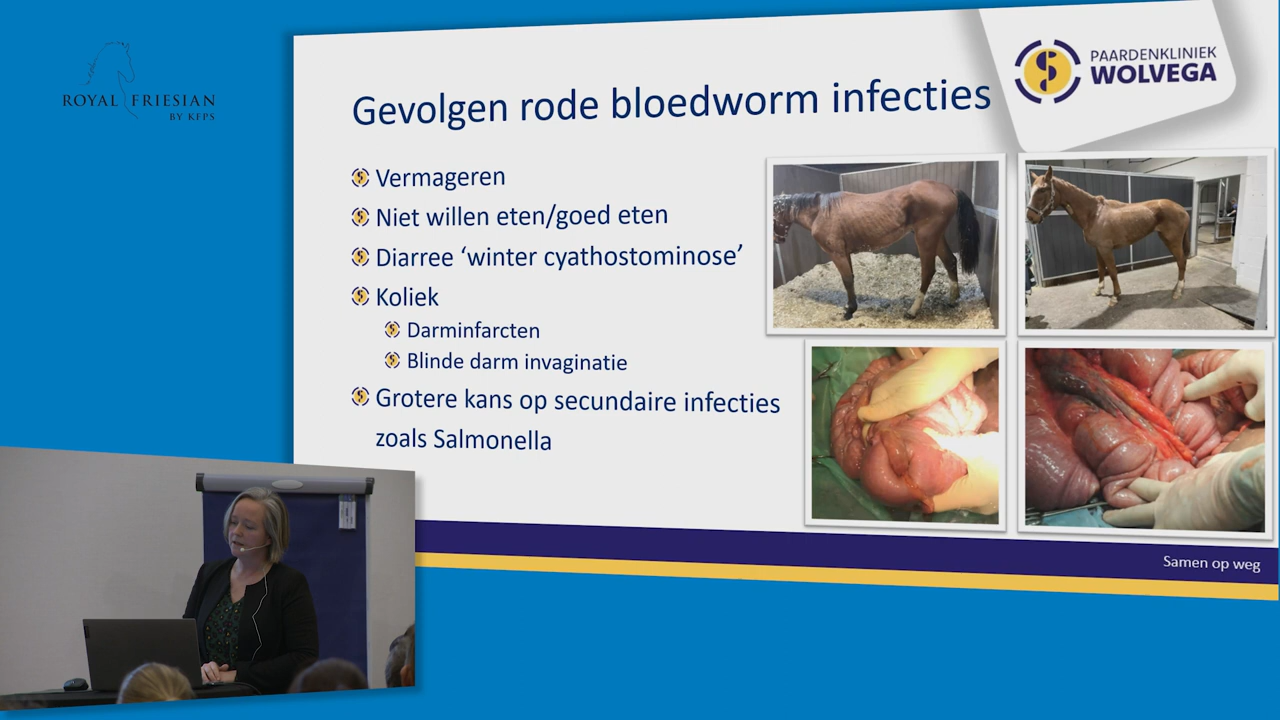 ROYAL FRIESIAN
BY KFPS
PAARDENKLINIEK
WOLVEGA
Gevolgen rode bloedworm infecties
Vermageren
Niet willen eten/goed eten
Diarree ‘winter cyathostominose’
Koliek
Darminfarcten
Blinde darm invaginatie
Grotere kans op secundaire infecties
zoals Salmonella
Samen op weg